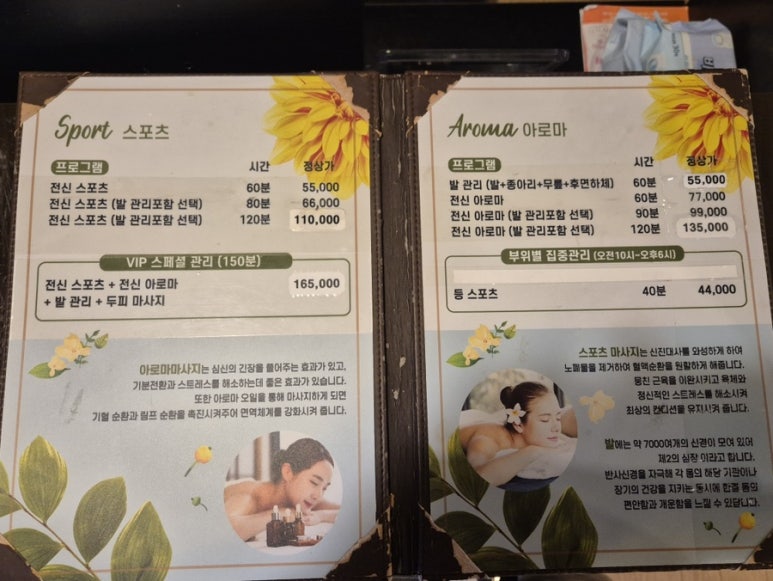 Sport 스포츠
프로그램 시간 정상가
전신 스포츠 60분 55,000
전신 스포츠 (발 관리포함 선택) 80분 66,000
전신 스포츠 (발 관리포함 선택) 120분 110,000
VIP 스페셜 관리 (150분)
전신 스포츠 + 전신 아로마 165,000
+ 발 관리 + 두피 마사지
아로마마사지는 심신의 긴장을 풀어주는 효과가 있고,
기분전환과 스트레스를 해소하는데 좋은 효과가 있습니다.
또한 아로마 오일을 통해 마사지하게 되면
기혈 순환과 림프 순환을 촉진시켜주어 면역체계를 강화시켜 줍니다.
Aroma 아로마
프로그램 시간 정상가
발 관리 (발+종아리+무릎+후면하체) 60분 55,000
전신 아로마 60분 77,000
전신 아로마 (발 관리포함 선택) 90분 99,000
전신 아로마 (발 관리포함 선택) 120분 135,000
부위별 집중관리 (오전10시~오후6시)
등 스포츠 40분 44,000
스포츠 마사지는 신진대사를 왕성하게 하여
노폐물을 제거하여 혈액순환을 원활하게 해줍니다.
뭉친 근육을 이완시키고 육체와
정신적인 스트레스를 해소시켜
최상의 컨디션을 유지시켜 줍니다.
발에는 약 7000여개의 신경이 모여 있어
제2의 심장 이라고 합니다.
반사신경을 자극해 각 몸의 해당 기관이나
장기의 건강을 지키는 동시에 한결 몸의
편안함과 개운함을 느낄 수 있답니다.